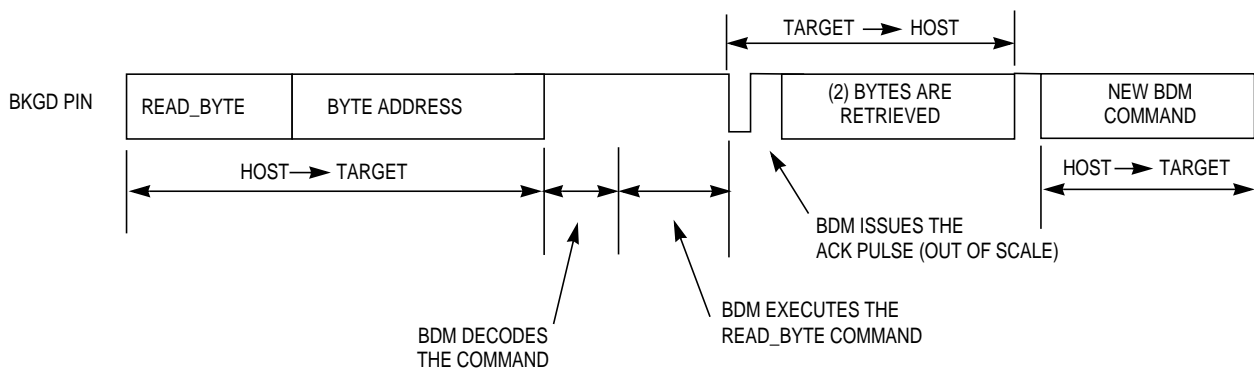 TARGET → HOST
BKGD PIN
READ_BYTE
BYTE ADDRESS
(2) BYTES ARE
RETRIEVED
NEW BDM
COMMAND
HOST → TARGET
HOST → TARGET
BDM ISSUES THE
ACK PULSE (OUT OF SCALE)
BDM EXECUTES THE
READ_BYTE COMMAND
BDM DECODES
THE COMMAND